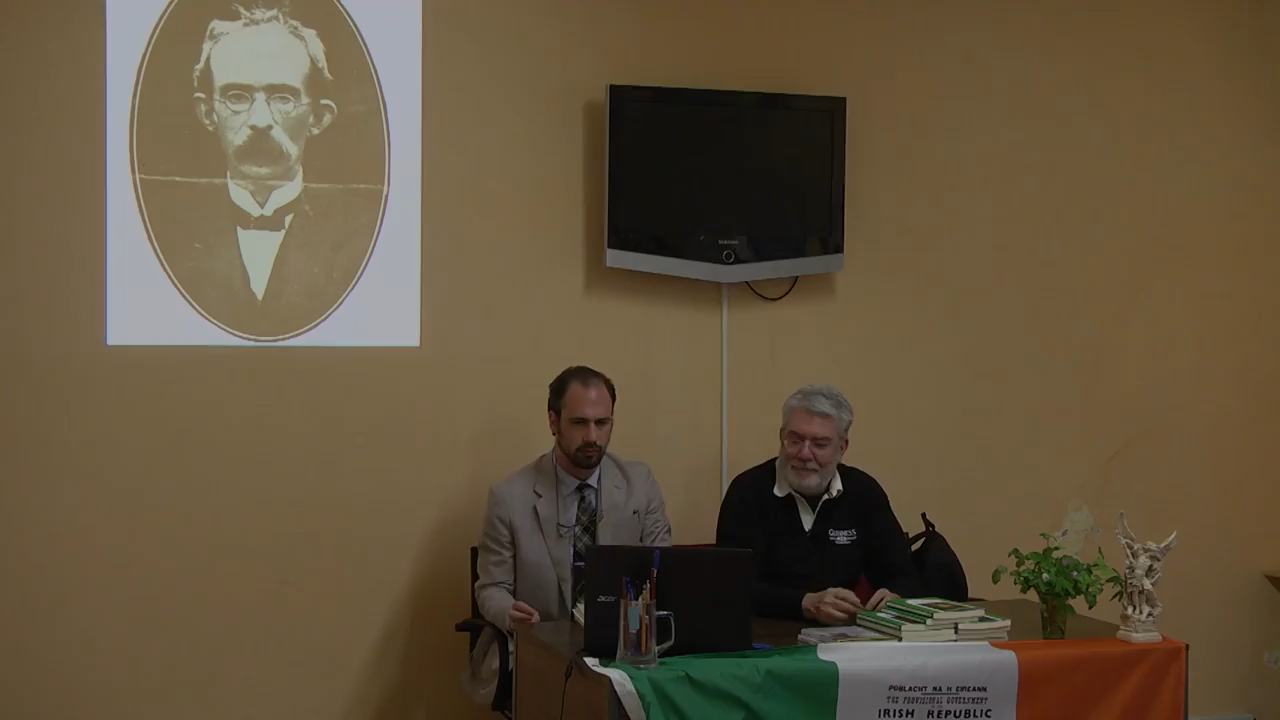 SAMSUNG
GUINNESS
acer
POBLACHT NA H EIREANN.
THE PROVISIONAL GOVERNMENT
IRISH REPUBLIC